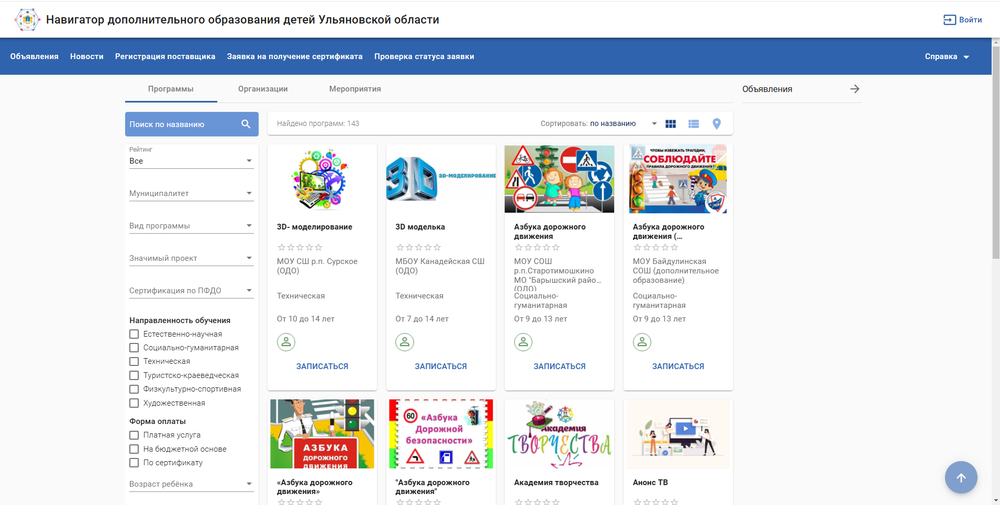 Навигатор дополнительного образования детей Ульяновской области
Войти
Объявления
Новости
Регистрация поставщика
Заявка на получение сертификата
Проверка статуса заявки
Справка
Программы
Организации
Мероприятия
Объявления
Поиск по названию
Найдено программ: 143
Сортировать: по названию
Рейтинг
Все
Муниципалитет
Вид программы
Значимый проект
Сертификация по ПФДО
Направленность обучения
Естественно-научная
Социально-гуманитарная
Техническая
Туристско-краеведческая
Физкультурно-спортивная
Художественная
Форма оплаты
Платная услуга
На бюджетной основе
По сертификату
Возраст ребёнка
3D- моделирование
МОУ СШ р.п. Сурское
(ОДО)
Техническая
От 10 до 14 лет
ЗАПИСАТЬСЯ
3D
3D-МОДЕЛИРОВАНИЕ
3D моделька
МБОУ Канадейская СШ
(ОДО)
Техническая
От 7 до 14 лет
ЗАПИСАТЬСЯ
Азбука дорожного
движения
МОУ СОШ
р.п.Старотимошкино
МО "Барышский райо...
(ОДО)
Социально-
гуманитарная
От 9 до 13 лет
ЗАПИСАТЬСЯ
ЧТОБЫ ИЗБЕЖАТЬ ТРАГЕДИИ,
STOP
СОБЛЮДАЙТЕ
ПРАВИЛА ДОРОЖНОГО ДВИЖЕНИЯ!
Азбука дорожного
движения (...
МОУ Байдулинская
СОШ (дополнительное
образование)
Социально-
гуманитарная
От 9 до 13 лет
ЗАПИСАТЬСЯ
АЗБУКА
ДОРОЖНОГО
ДВИЖЕНИЯ
«Азбука дорожного
движения»
60
«Азбука
Дорожной
безопасности»
"Азбука дорожного
движения"
Академия
ТВОРЧЕСТВА
Академия творчества
Анонс ТВ